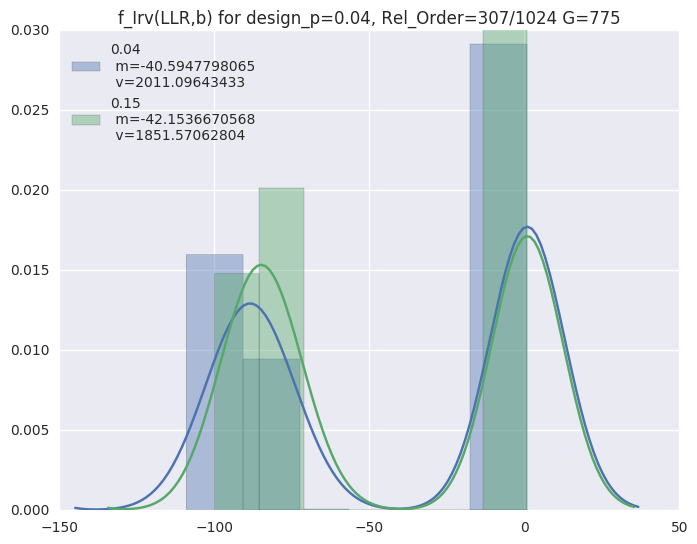 f_Irv(LLR,b) for design_p=0.04, Rel_Order=307/1024 G=775
0.04
m=-40.5947798065
v=2011.09643433
0.15
m=-42.1536670568
v=1851.57062804
0.030
0.025
0.020
0.015
0.010
0.005
0.000
−150
−100
−50
0
50